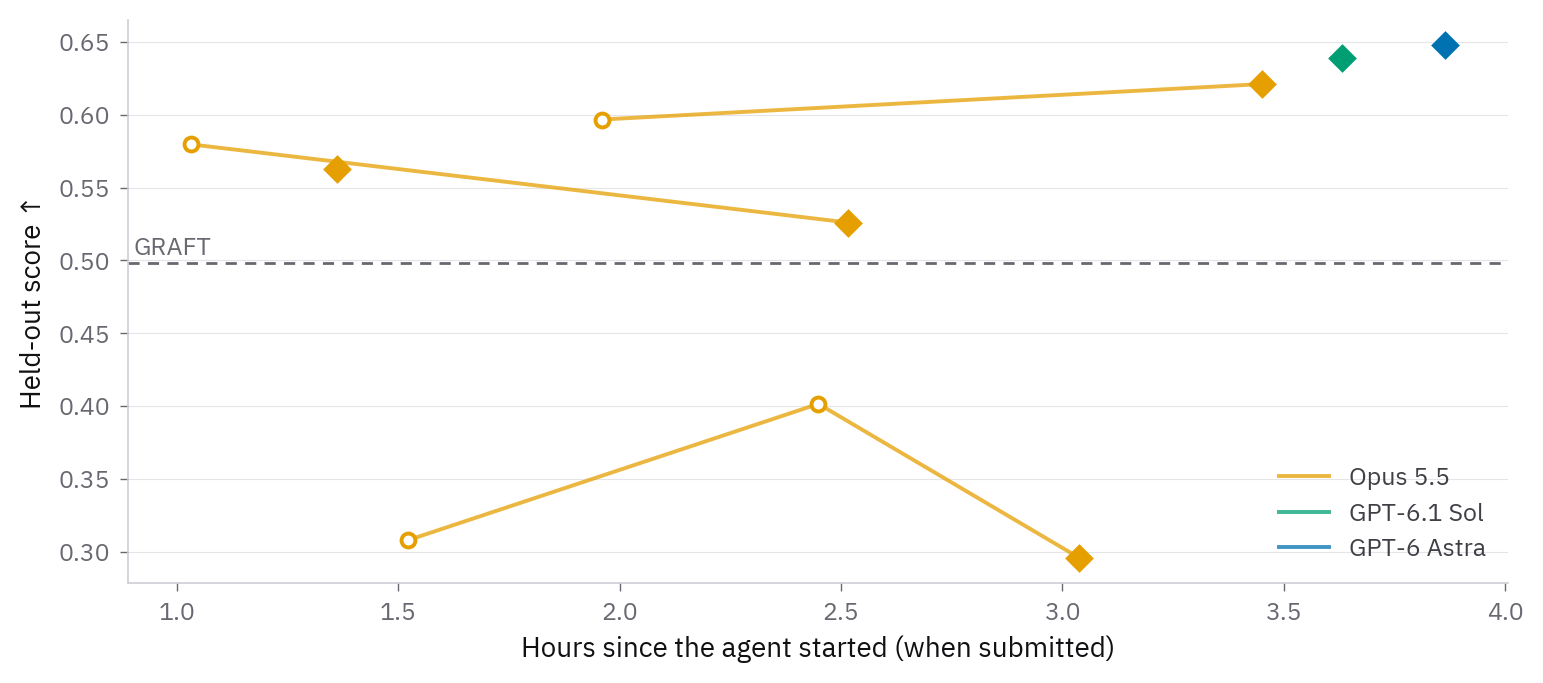 Held-out score ↑
0.65
0.60
0.55
0.50
0.45
0.40
0.35
0.30
GRAFT
Opus 5.5
GPT-6.1 Sol
GPT-6 Astra
1.0 1.5 2.0 2.5 3.0 3.5 4.0
Hours since the agent started (when submitted)